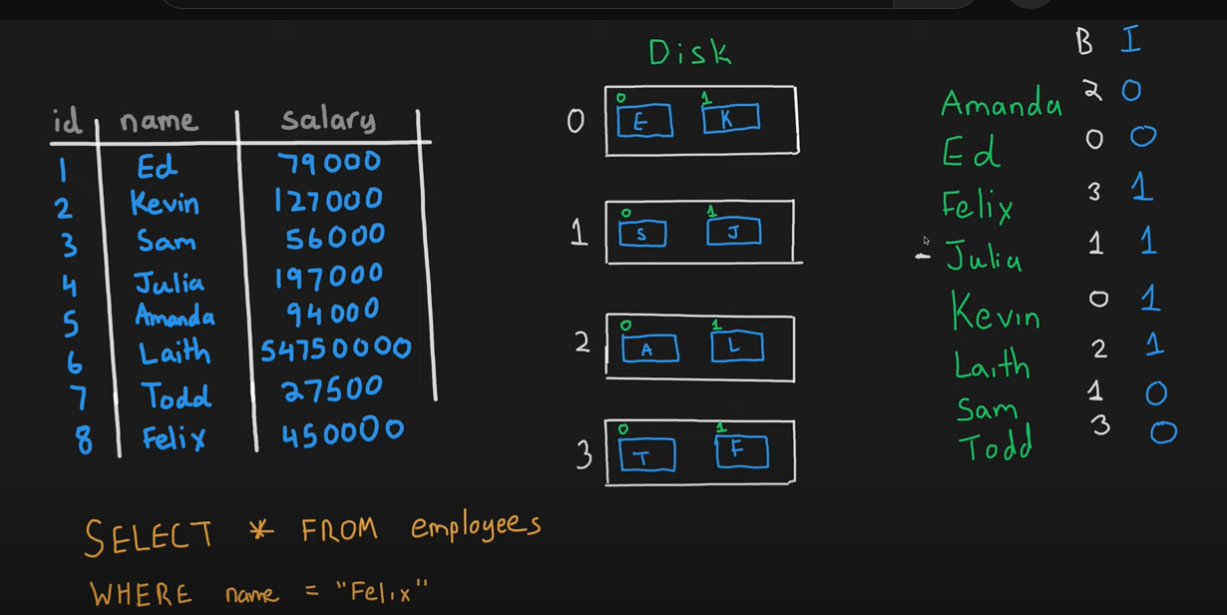 id name salary
1 Ed 79000
2 Kevin 127000
3 Sam 56000
4 Julia 197000
5 Amanda 94000
6 Laith 54750000
7 Todd 27500
8 Felix 450000
SELECT * FROM employees
WHERE name = "Felix"
Disk
0 1
0 E K
0 1
1 S J
0 1
2 A L
0 1
3 T F
B I
Amanda 2 0
Ed 0 0
Felix 3 1
- Julia 1 1
Kevin 0 1
Laith 2 1
Sam 1 0
Todd 3 0